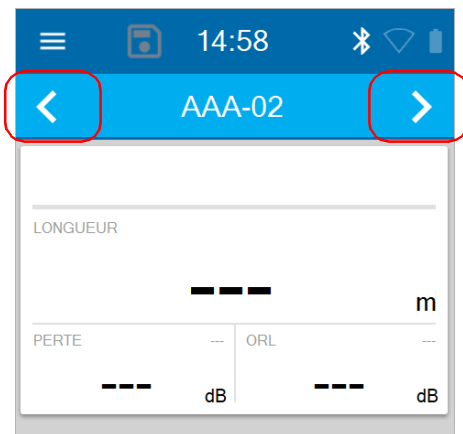 14:58
AAA-02
LONGUEUR
--- m
PERTE --- ORL ---
--- dB --- dB